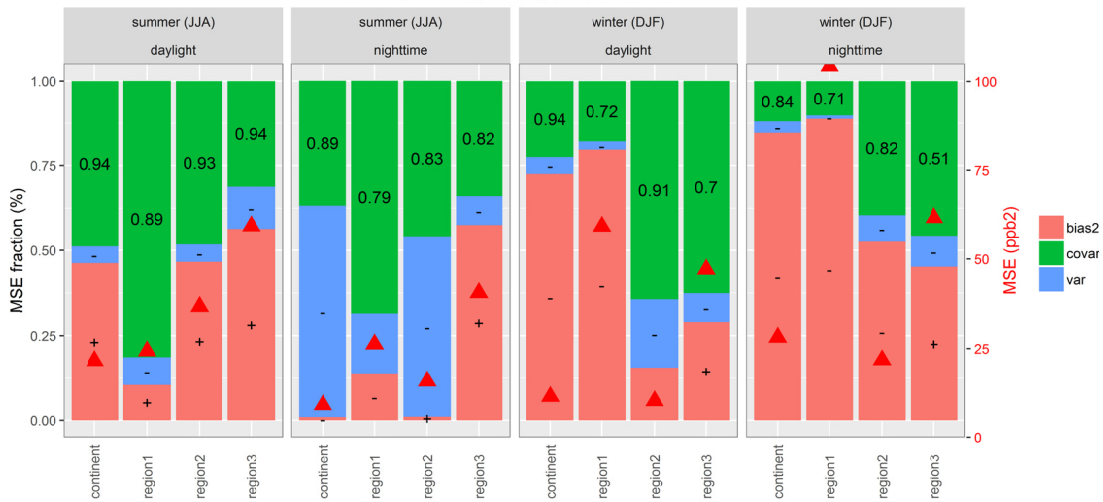 summer (JJA)
daylight
summer (JJA)
nighttime
winter (DJF)
daylight
winter (DJF)
nighttime
MSE fraction (%)
1.00
0.75
0.50
0.25
0.00
0.94
0.89
0.93
0.94
0.89
0.79
0.83
0.82
0.94
0.72
0.91
0.7
0.84
0.71
0.82
0.51
+
-
+
-
+
-
+
-
-
-
-
-
+
-
+
-
-
-
-
-
-
+
-
-
-
-
-
-
-
+
-
100
75
50
25
0
MSE (ppb2)
bias2
covar
var
continent
region1
region2
region3
continent
region1
region2
region3
continent
region1
region2
region3
continent
region1
region2
region3